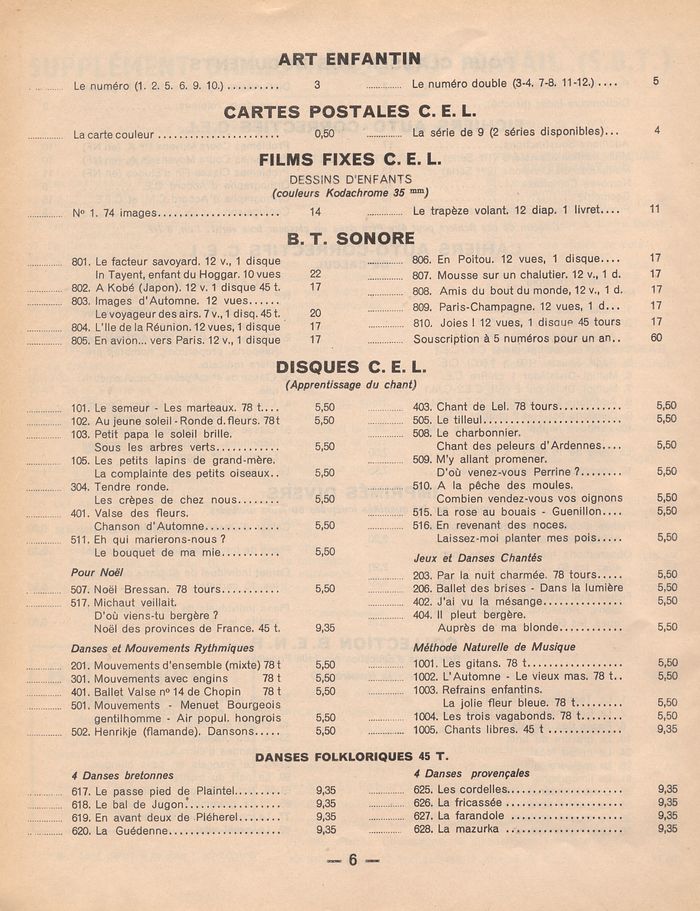 ART ENFANTIN
Le numéro (1. 2. 5. 6. 9. 10.) .......... 3
............ Le numéro double (3-4. 7-8. 11-12.) .... 5
CARTES POSTALES C. E. L.
............ La carte couleur .................... 0,50
............ La série de 9 (2 séries disponibles)... 4
FILMS FIXES C. E. L.
DESSINS D'ENFANTS
(couleurs Kodachrome 35 mm)
............ No 1. 74 images.................... 14
............ Le trapèze volant. 12 diap. 1 livret.... 11
B. T. SONORE
............ 801. Le facteur savoyard. 12 v., 1 disque
In Tayent, enfant du Hoggar. 10 vues 22
............ 802. A Kobé (Japon). 12 v. 1 disque 45 t. 17
............ 803. Images d'Automne. 12 vues......
Le voyageur des airs. 7 v., 1 disq. 45 t. 20
............ 804. L'Ile de la Réunion. 12 vues, 1 disque 17
............ 805. En avion... vers Paris. 12 v., 1 disque 17
............ 806. En Poitou. 12 vues, 1 disque.... 17
............ 807. Mousse sur un chalutier. 12 v., 1 d. 17
............ 808. Amis du bout du monde, 12 v., 1 d. 17
............ 809. Paris-Champagne. 12 vues, 1 d... 17
............ 810. Joies ! 12 vues, 1 disque 45 tours 17
............ Souscription à 5 numéros pour un an.. 60
DISQUES C. E. L.
(Apprentissage du chant)
............ 101. Le semeur - Les marteaux. 78 t.... 5,50
............ 102. Au jeune soleil - Ronde d. fleurs. 78 t 5,50
............ 103. Petit papa le soleil brille.
Sous les arbres verts............ 5,50
............ 105. Les petits lapins de grand-mère.
La complainte des petits oiseaux.. 5,50
............ 304. Tendre ronde.
Les crèpes de chez nous........ 5,50
............ 401. Valse des fleurs.
Chanson d'Automne.............. 5,50
............ 511. Eh qui marierons-nous ?
Le bouquet de ma mie........... 5,50
Pour Noël
............ 507. Noël Bressan. 78 tours........... 5,50
............ 517. Michaut veillait.
D'où viens-tu bergère ?
Noël des provinces de France. 45 t. 9,35
Danses et Mouvements Rythmiques
............ 201. Mouvements d'ensemble (mixte) 78 t 5,50
............ 301. Mouvements avec engins 78 t 5,50
............ 401. Ballet Valse no 14 de Chopin 78 t 5,50
............ 501. Mouvements - Menuet Bourgeois
gentilhomme - Air popul. hongrois 5,50
............ 502. Henrikje (flamande). Dansons..... 5,50
............ 403. Chant de Lel. 78 tours............ 5,50
............ 505. Le tilleul......................... 5,50
............ 508. Le charbonnier.
Chant des peleurs d'Ardennes.... 5,50
............ 509. M'y allant promener.
D'où venez-vous Perrine ?........ 5,50
............ 510. A la pêche des moules.
Combien vendez-vous vos oignons 5,50
............ 515. La rose au bouais - Guenillon.... 5,50
............ 516. En revenant des noces.
Laissez-moi planter mes pois..... 5,50
Jeux et Danses Chantés
............ 203. Par la nuit charmée. 78 tours..... 5,50
............ 206. Ballet des brises - Dans la lumière 5,50
............ 402. J'ai vu la mésange................ 5,50
............ 404. Il pleut bergère.
Auprès de ma blonde............ 5,50
Méthode Naturelle de Musique
............ 1001. Les gitans. 78 t.................. 5,50
............ 1002. L'Automne - Le vieux mas. 78 t.. 5,50
............ 1003. Refrains enfantins.
La jolie fleur bleue. 78 t......... 5,50
............ 1004. Les trois vagabonds. 78 t........ 5,50
............ 1005. Chants libres. 45 t .............. 9,35
DANSES FOLKLORIQUES 45 T.
4 Danses bretonnes
............ 617. Le passe pied de Plaintel........ 9,35
............ 618. Le bal de Jugon................. 9,35
............ 619. En avant deux de Pléherel........ 9,35
............ 620. La Guédenne.................... 9,35
4 Danses provençales
............ 625. Les cordelles..................... 9,35
............ 626. La fricassée ..................... 9,35
............ 627. La farandole ..................... 9,35
............ 628. La mazurka ..................... 9,35
— 6 —